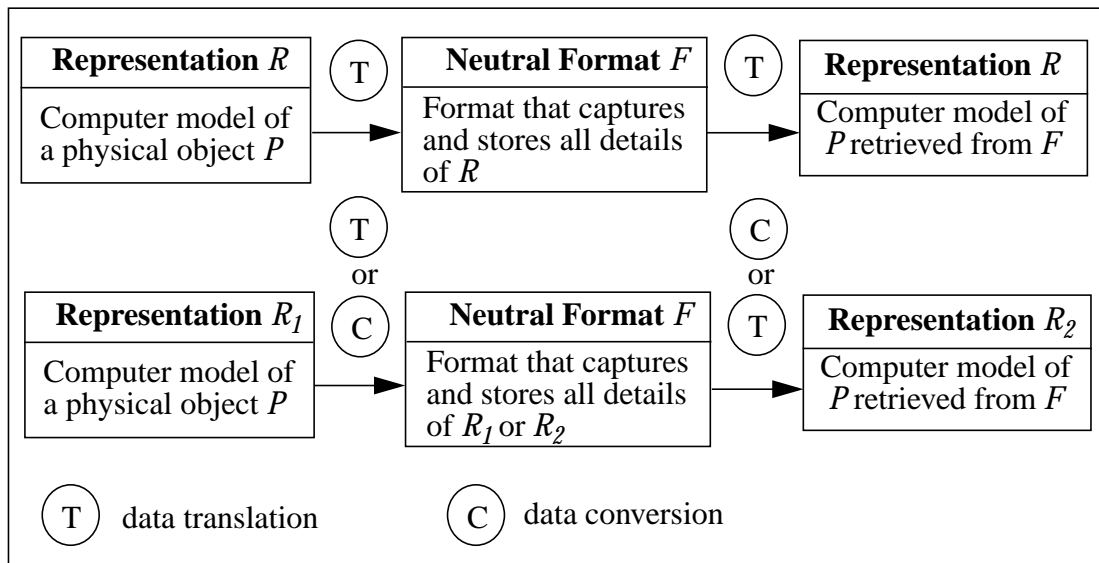 Representation R
T
Neutral Format F
T
Representation R
Computer model of
a physical object P
Format that captures
and stores all details
of R
Computer model of
P retrieved from F
T
or
C
C
or
T
Representation R1
Neutral Format F
Representation R2
Computer model of
a physical object P
Format that captures
and stores all details
of R1 or R2
Computer model of
P retrieved from F
T data translation
C data conversion